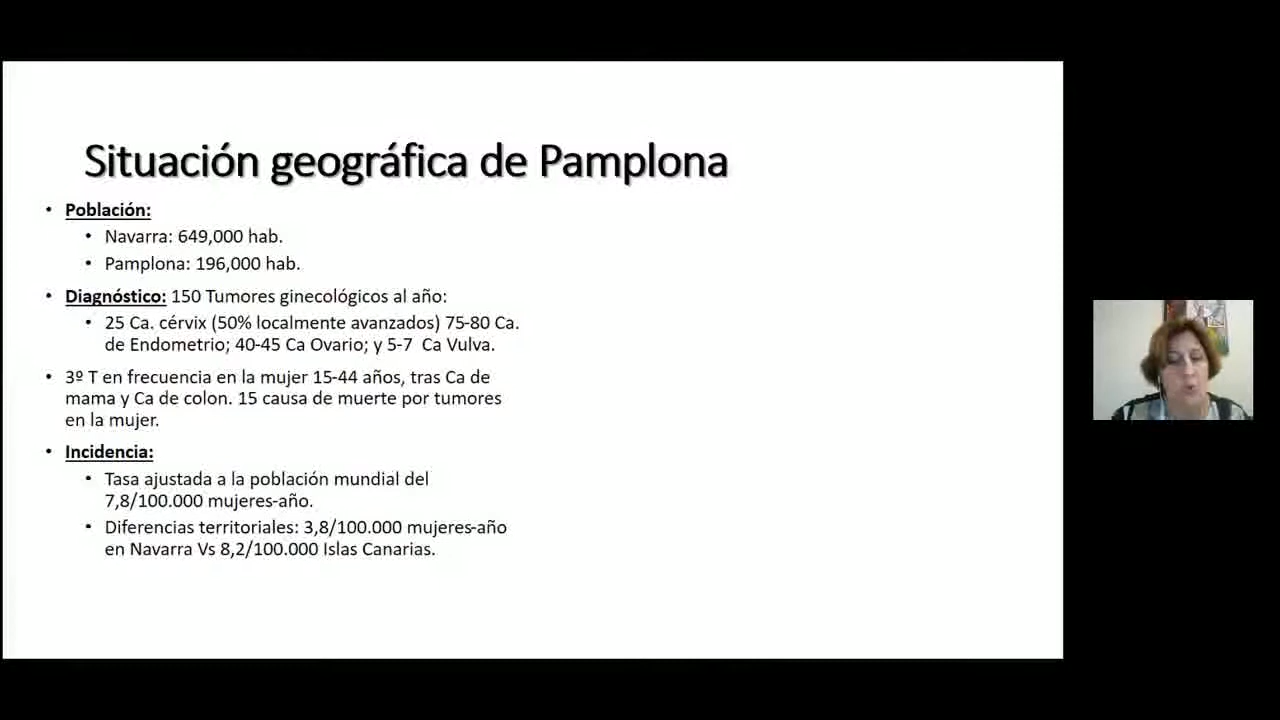 Situación geográfica de Pamplona
• Población:
• Navarra: 649,000 hab.
• Pamplona: 196,000 hab.
• Diagnóstico: 150 Tumores ginecológicos al año:
• 25 Ca. cérvix (50% localmente avanzados) 75-80 Ca.
de Endometrio; 40-45 Ca Ovario; y 5-7 Ca Vulva.
• 3º T en frecuencia en la mujer 15-44 años, tras Ca de
mama y Ca de colon. 15 causa de muerte por tumores
en la mujer.
• Incidencia:
• Tasa ajustada a la población mundial del
7,8/100.000 mujeres-año.
• Diferencias territoriales: 3,8/100.000 mujeres-año
en Navarra Vs 8,2/100.000 Islas Canarias.